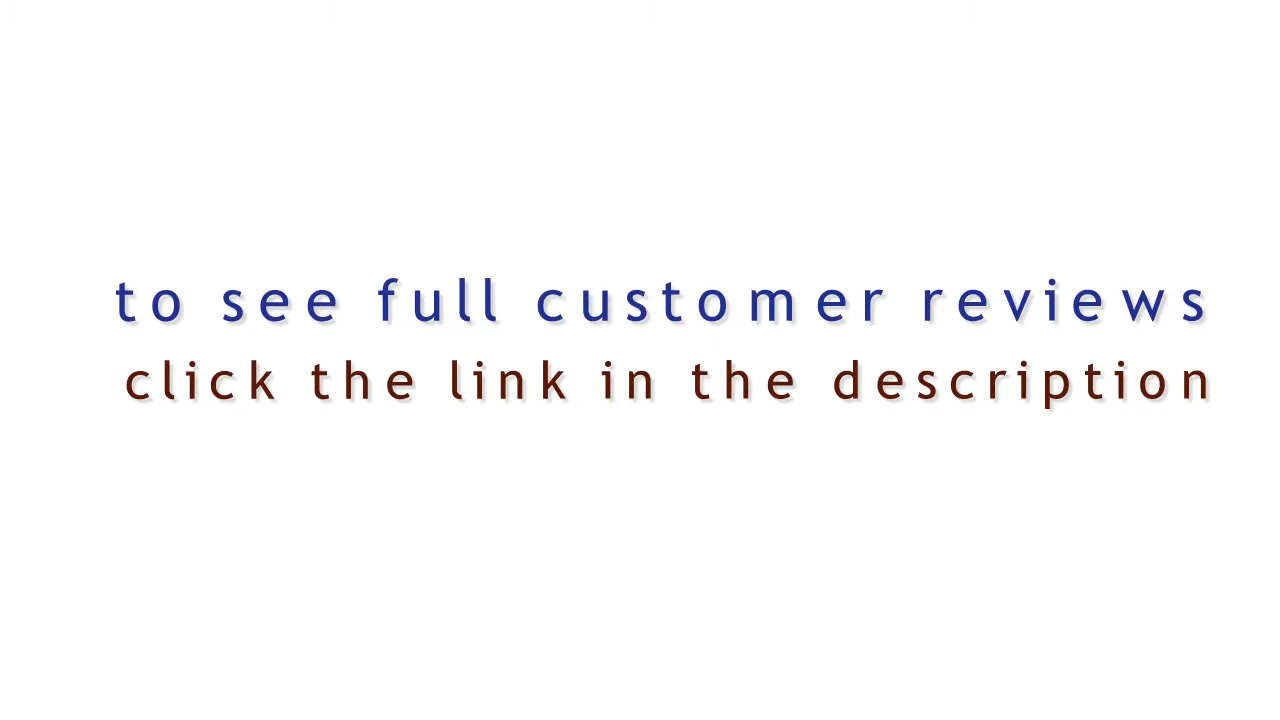 to see full customer reviews
click the link in the description